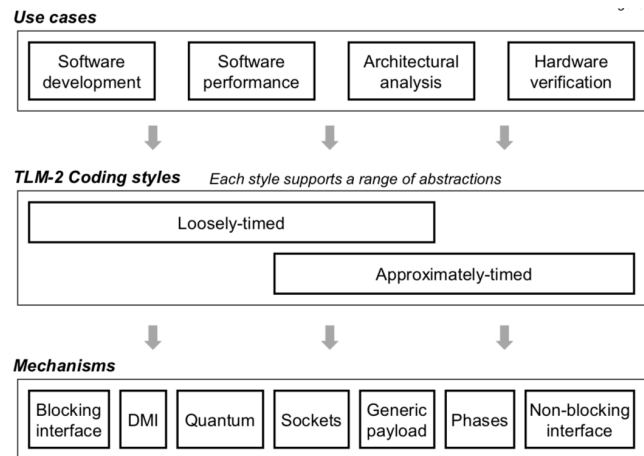 Use cases
Software
development
Software
performance
Architectural
analysis
Hardware
verification
TLM-2 Coding styles
Each style supports a range of abstractions
Loosely-timed
Approximately-timed
Mechanisms
Blocking
interface
DMI
Quantum
Sockets
Generic
payload
Phases
Non-blocking
interface